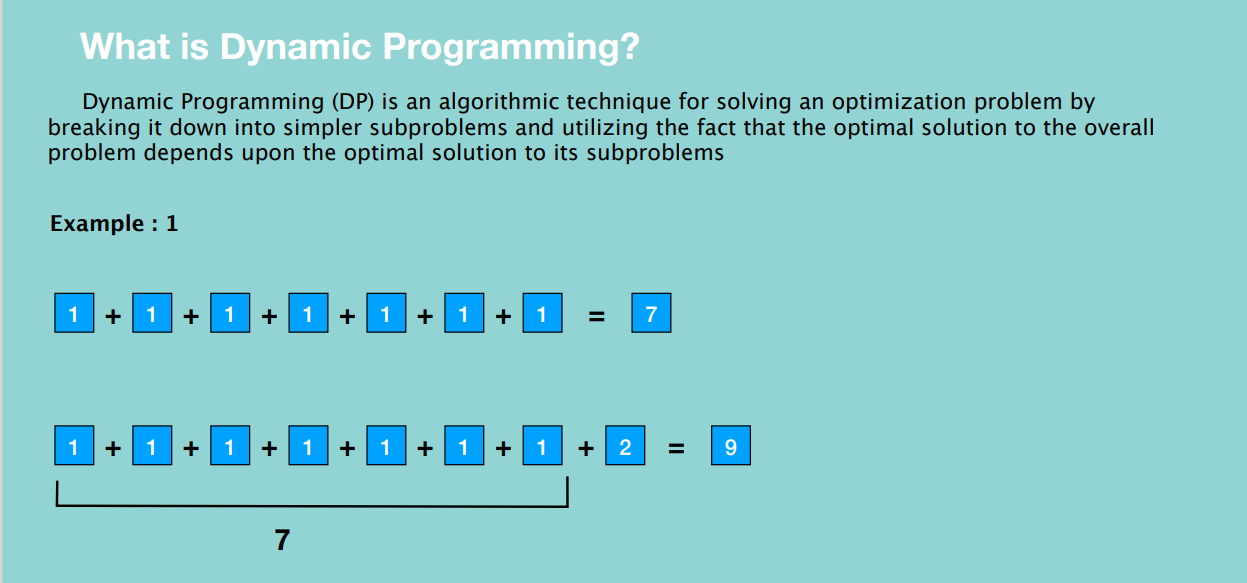 What is Dynamic Programming?
Dynamic Programming (DP) is an algorithmic technique for solving an optimization problem by
breaking it down into simpler subproblems and utilizing the fact that the optimal solution to the overall
problem depends upon the optimal solution to its subproblems
Example : 1
1 + 1 + 1 + 1 + 1 + 1 + 1 = 7
1 + 1 + 1 + 1 + 1 + 1 + 1 + 2 = 9
7